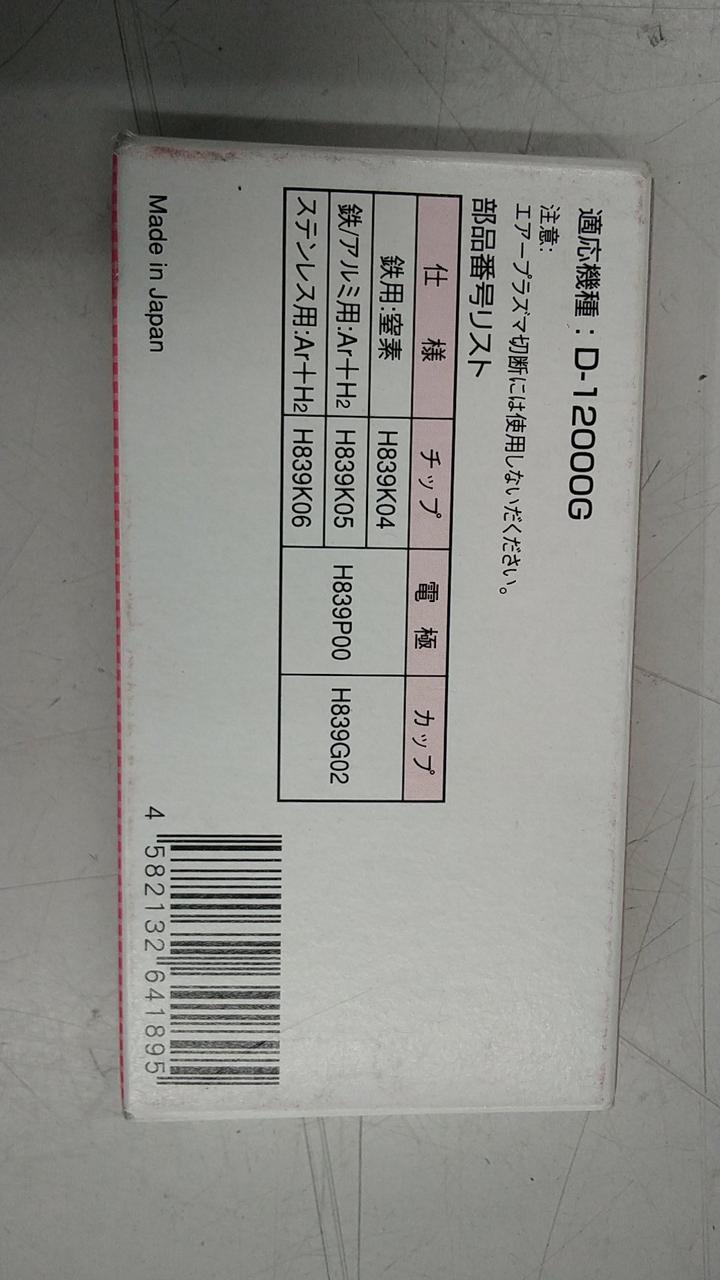 適応機種：D-12000G
注意:
エアープラズマ切断には使用しないだください。
部品番号リスト
仕 様 チップ 電 極 カップ
鉄用:窒素 H839K04
鉄/アルミ用:Ar＋H2 H839K05 H839P00 H839G02
ステンレス用:Ar＋H2 H839K06
Made in Japan
4 582132 641895